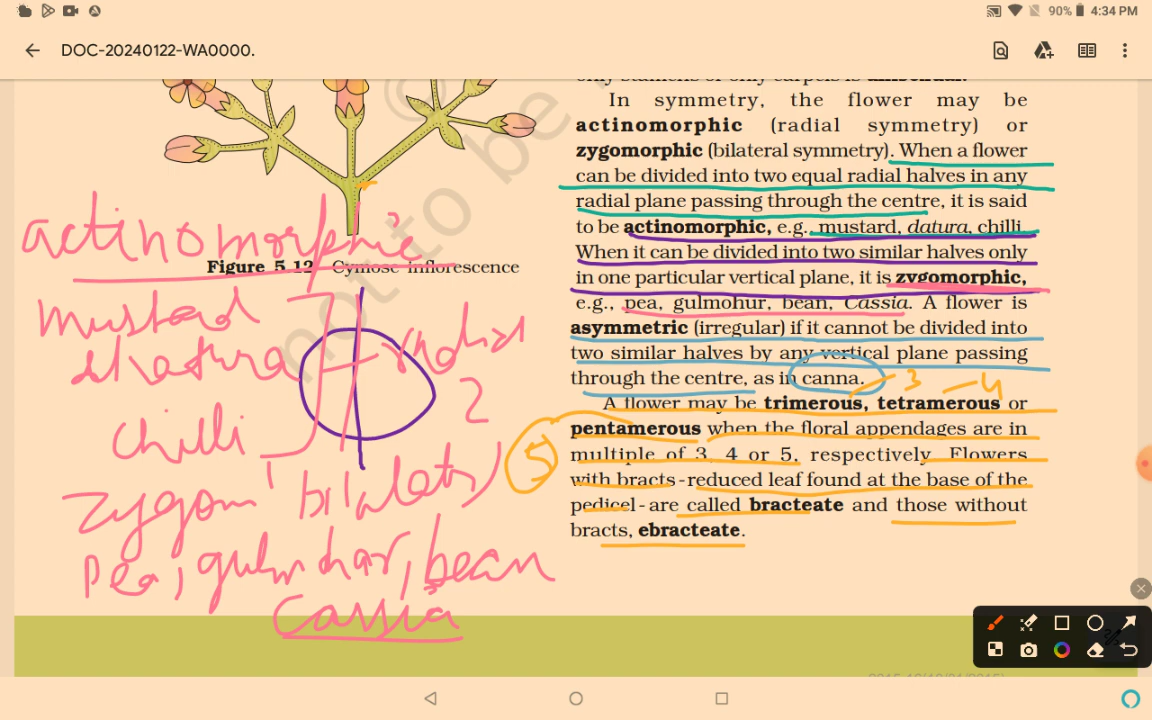 90% 4:34 PM
DOC-20240122-WA0000.
only stamens or only carpels is unisexual.
In symmetry, the flower may be
actinomorphic (radial symmetry) or
zygomorphic (bilateral symmetry). When a flower
can be divided into two equal radial halves in any
radial plane passing through the centre, it is said
to be actinomorphic, e.g., mustard, datura, chilli.
When it can be divided into two similar halves only
in one particular vertical plane, it is zygomorphic,
e.g., pea, gulmohur, bean, Cassia. A flower is
asymmetric (irregular) if it cannot be divided into
two similar halves by any vertical plane passing
through the centre, as in canna.
A flower may be trimerous, tetramerous or
pentamerous when the floral appendages are in
multiple of 3, 4 or 5, respectively. Flowers
with bracts-reduced leaf found at the base of the
pedicel-are called bracteate and those without
bracts, ebracteate.
3
4
5
not to be
Figure 5.12 Cymose inflorescence
actinomorphic
mustard
radial
2
chilli
zygom bilateral
Pea, gulmohar, bean
Cassia